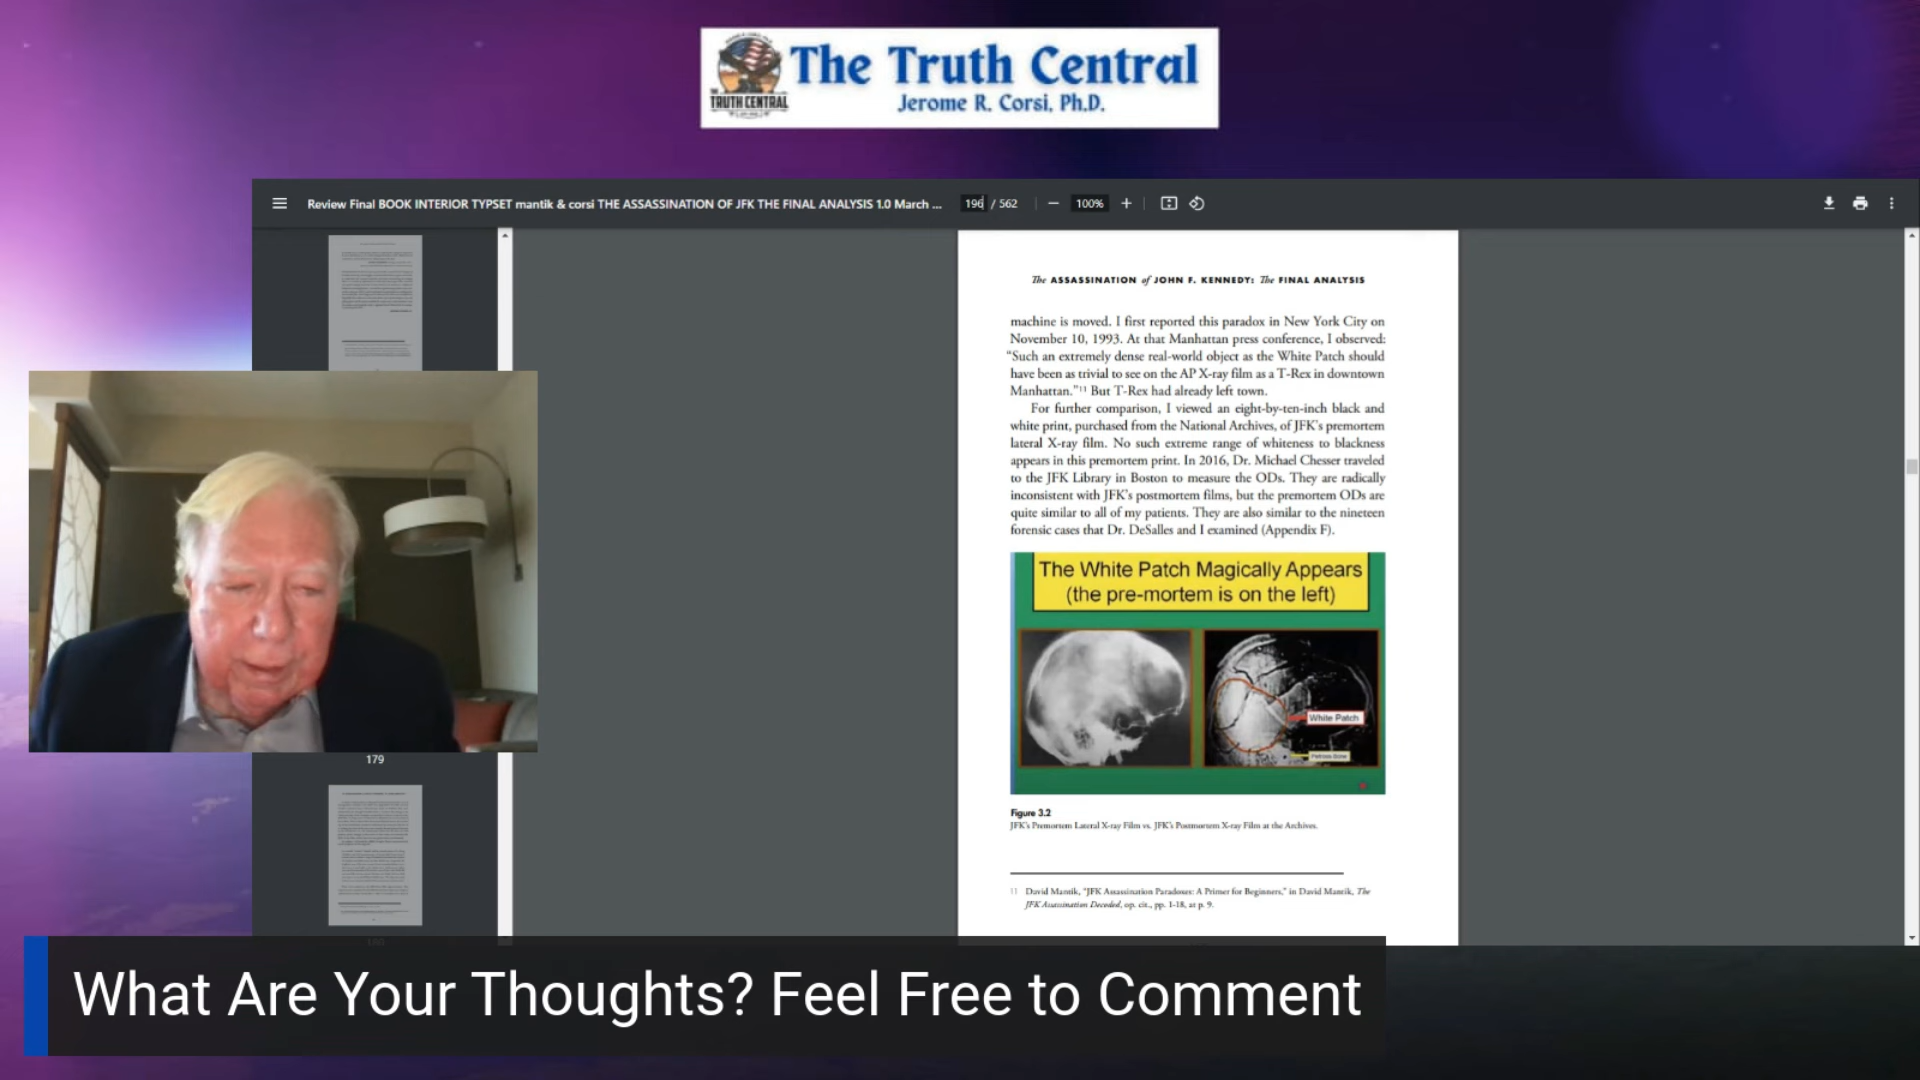 The Truth Central
Jerome R. Corsi, Ph.D.
TRUTH CENTRAL
Review Final BOOK INTERIOR TYPSET mantik & corsi THE ASSASSINATION OF JFK THE FINAL ANALYSIS 1.0 March ...
196 / 562
100%
The ASSASSINATION of JOHN F. KENNEDY: The FINAL ANALYSIS
machine is moved. I first reported this paradox in New York City on
November 10, 1993. At that Manhattan press conference, I observed:
“Such an extremely dense real-world object as the White Patch should
have been as trivial to see on the AP X-ray film as a T-Rex in downtown
Manhattan.”11 But T-Rex had already left town.
For further comparison, I viewed an eight-by-ten-inch black and
white print, purchased from the National Archives, of JFK’s premortem
lateral X-ray film. No such extreme range of whiteness to blackness
appears in this premortem print. In 2016, Dr. Michael Chesser traveled
to the JFK Library in Boston to measure the ODs. They are radically
inconsistent with JFK’s postmortem films, but the premortem ODs are
quite similar to all of my patients. They are also similar to the nineteen
forensic cases that Dr. DeSalles and I examined (Appendix F).
The White Patch Magically Appears
(the pre-mortem is on the left)
White Patch
Petrous Bone
Figure 3.2
JFK’s Premortem Lateral X-ray Film vs. JFK’s Postmortem X-ray Film at the Archives.
11 David Mantik, “JFK Assassination Paradoxes: A Primer for Beginners,” in David Mantik, The
JFK Assassination Decoded, op. cit., pp. 1-18, at p. 9.
179
What Are Your Thoughts? Feel Free to Comment